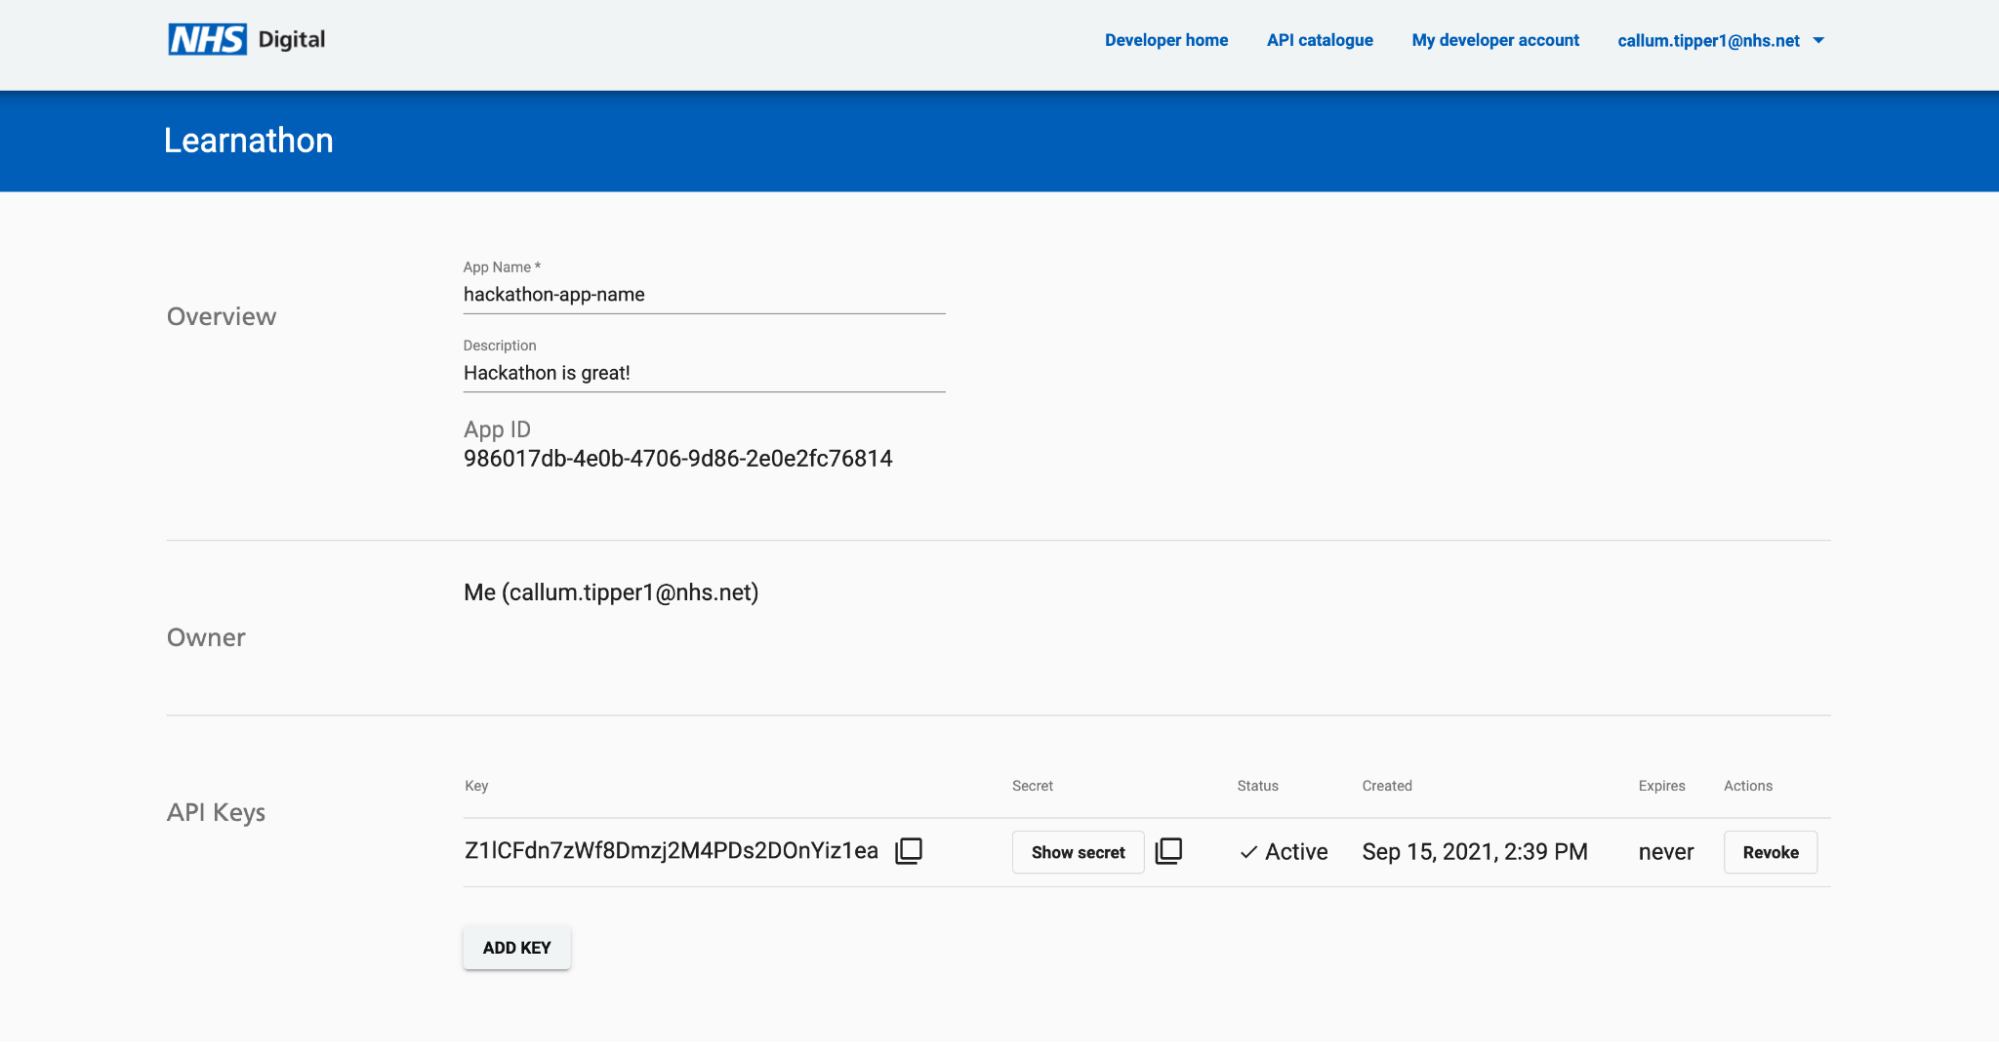 NHS Digital
Developer home API catalogue My developer account callum.tipper1@nhs.net
Learnathon
Overview
App Name *
hackathon-app-name
Description
Hackathon is great!
App ID
986017db-4e0b-4706-9d86-2e0e2fc76814
Owner
Me (callum.tipper1@nhs.net)
API Keys
Key Secret Status Created Expires Actions
Z1lCFdn7zWf8Dmzj2M4PDs2DOnYiz1ea Show secret Active Sep 15, 2021, 2:39 PM never Revoke
ADD KEY